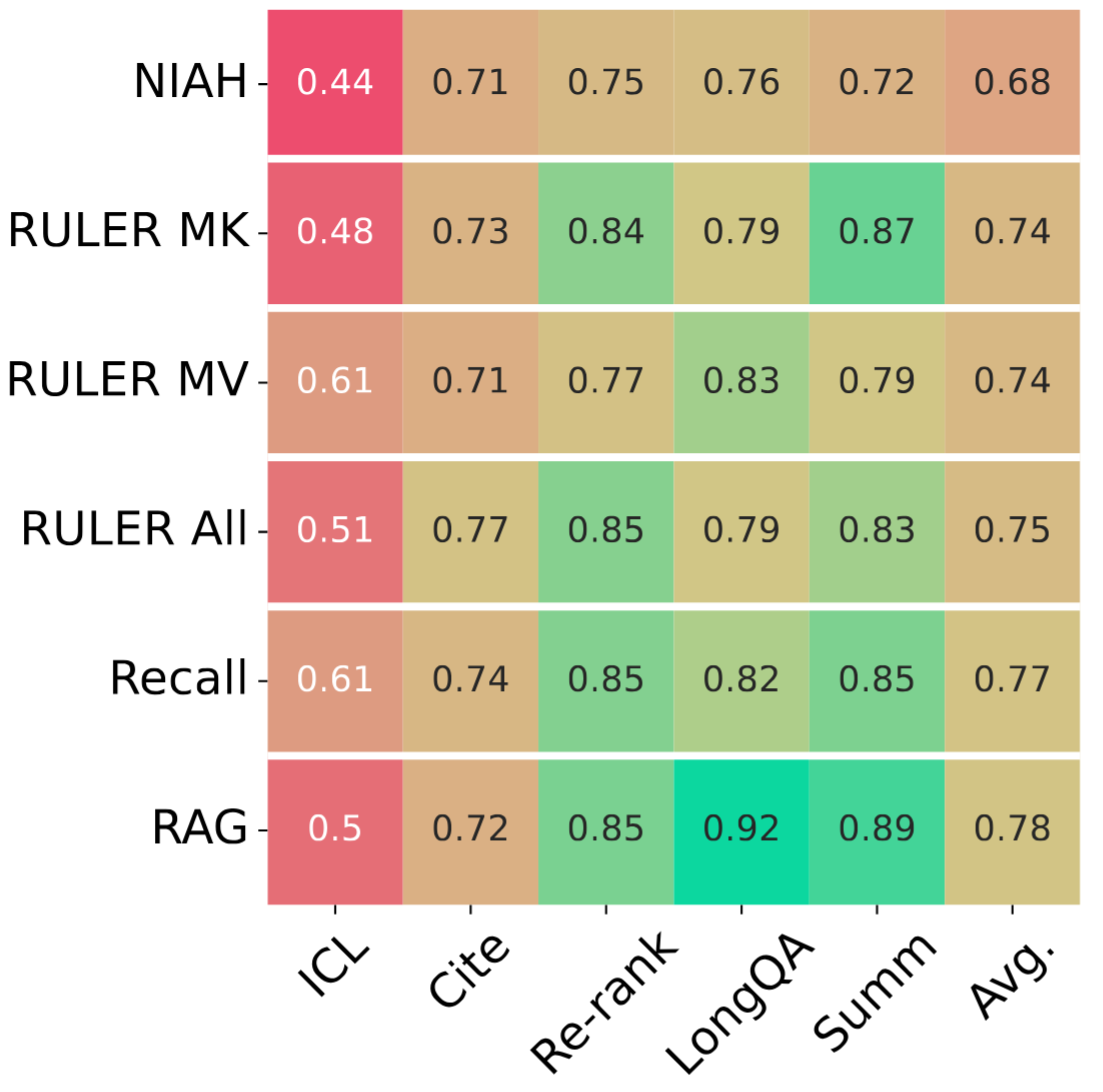 NIAH 0.44 0.71 0.75 0.76 0.72 0.68
RULER MK 0.48 0.73 0.84 0.79 0.87 0.74
RULER MV 0.61 0.71 0.77 0.83 0.79 0.74
RULER All 0.51 0.77 0.85 0.79 0.83 0.75
Recall 0.61 0.74 0.85 0.82 0.85 0.77
RAG 0.5 0.72 0.85 0.92 0.89 0.78
ICL Cite Re-rank LongQA Summ Avg.